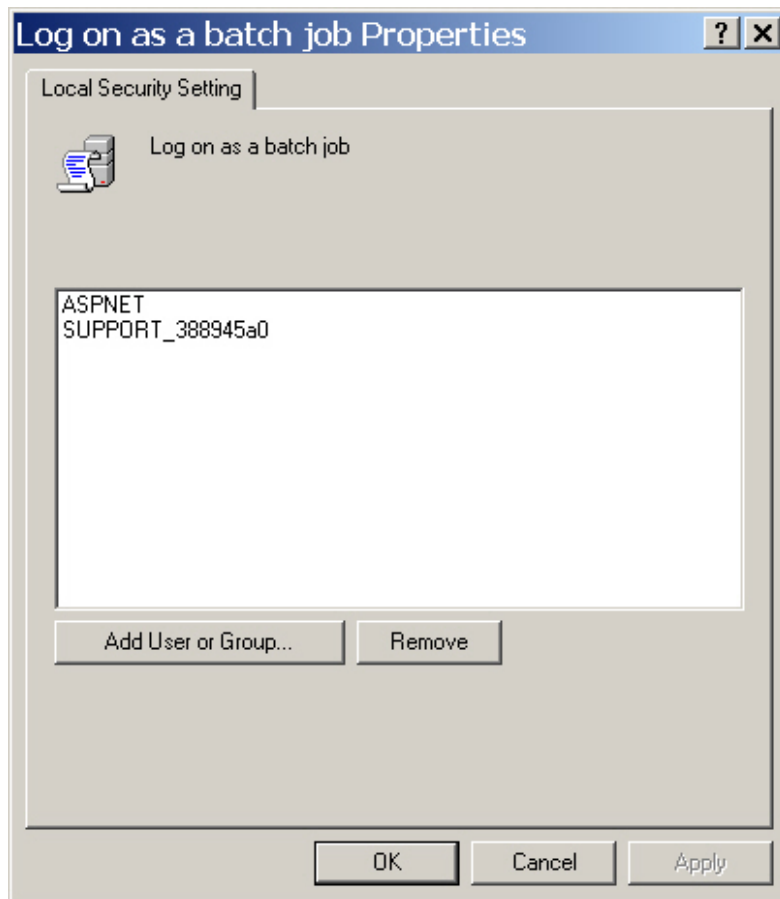 Log on as a batch job Properties ? X
Local Security Setting
Log on as a batch job
ASPNET
SUPPORT_388945a0
Add User or Group... Remove
OK Cancel Apply